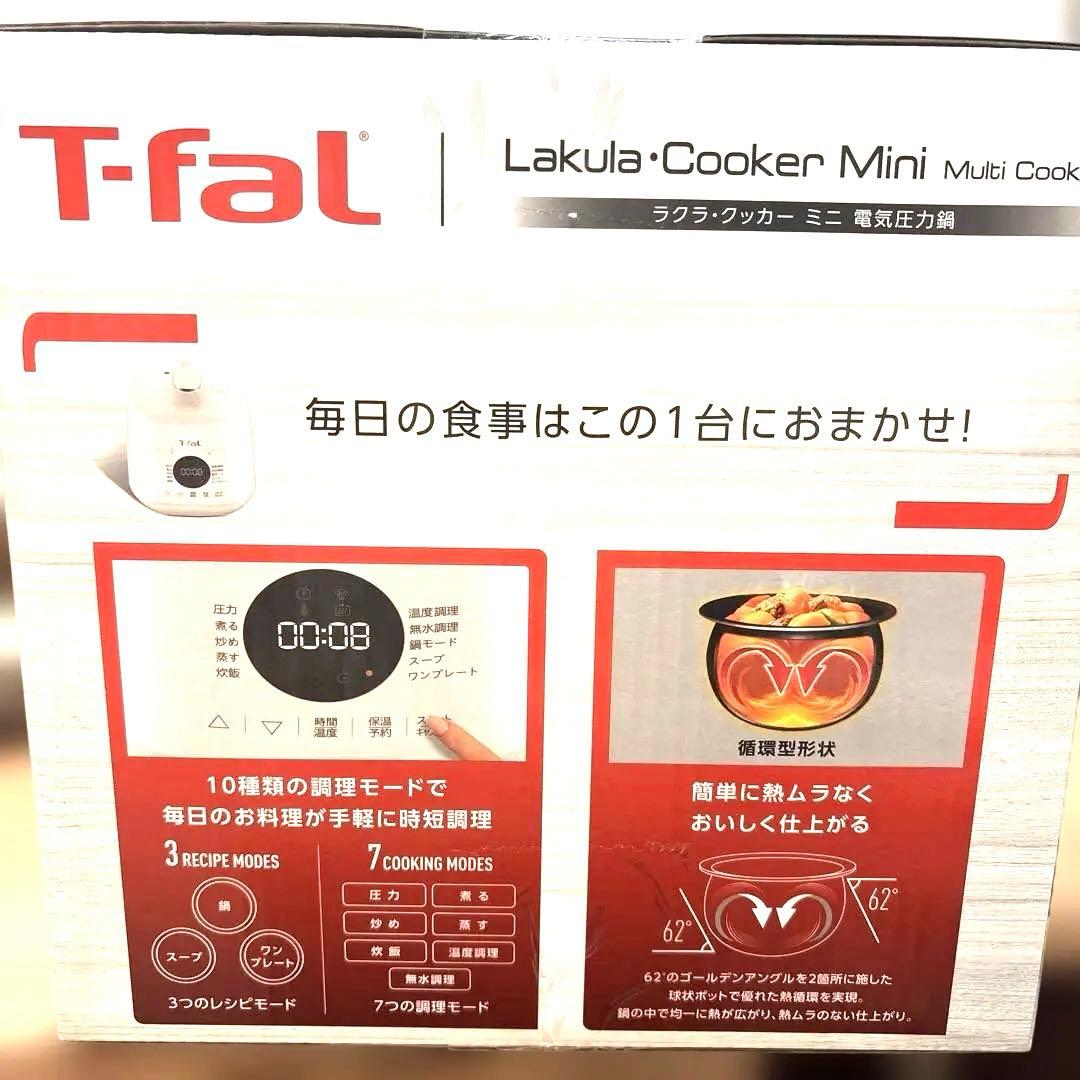 T-fal®
Lakula・Cooker Mini Multi Cook
ラクラ・クッカー ミニ 電気圧力鍋
T-fal
00:08
毎日の食事はこの1台におまかせ!
圧力
煮る
炒め
蒸す
炊飯
00:08
温度調理
無水調理
鍋モード
スープ
ワンプレート
時間
温度
保温
予約
10種類の調理モードで
毎日のお料理が手軽に時短調理
3 RECIPE MODES
鍋
スープ
ワン
プレート
3つのレシピモード
7 COOKING MODES
圧力
煮る
炒め
蒸す
炊飯
温度調理
無水調理
7つの調理モード
循環型形状
簡単に熱ムラなく
おいしく仕上がる
62°
62°
62°のゴールデンアングルを2箇所に施した
球状ポットで優れた熱循環を実現。
鍋の中で均一に熱が広がり、熱ムラのない仕上がり。